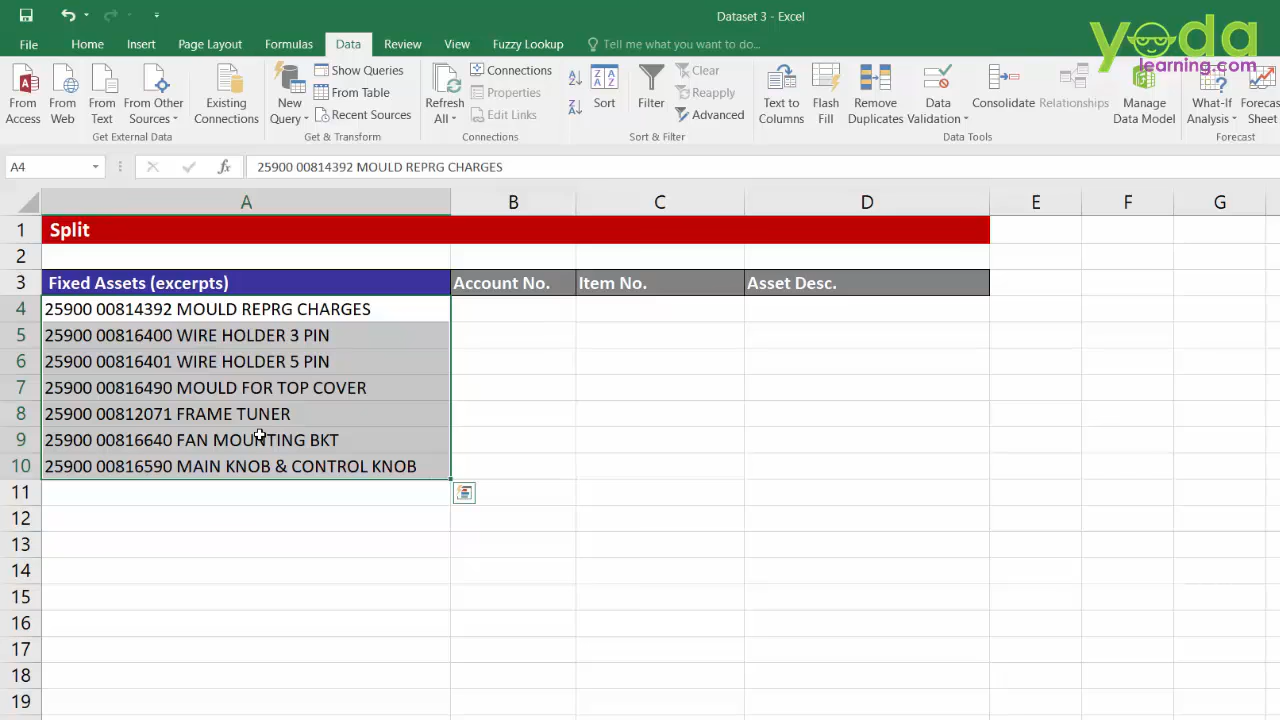 Dataset 3 - Excel
yoda
learning.com
File Home Insert Page Layout Formulas Data Review View Fuzzy Lookup Tell me what you want to do...
From Access
From Web
From Text
From Other Sources
Existing Connections
Get External Data
New Query
Show Queries
From Table
Recent Sources
Get & Transform
Refresh All
Connections
Properties
Edit Links
Connections
Sort
Filter
Clear
Reapply
Advanced
Sort & Filter
Text to Columns
Flash Fill
Remove Duplicates
Data Validation
Consolidate
Relationships
Manage Data Model
Data Tools
What-If Analysis
Forecast Sheet
Forecast
A4 fx 25900 00814392 MOULD REPRG CHARGES
A B C D E F G
1 Split
2
3 Fixed Assets (excerpts) Account No. Item No. Asset Desc.
4 25900 00814392 MOULD REPRG CHARGES
5 25900 00816400 WIRE HOLDER 3 PIN
6 25900 00816401 WIRE HOLDER 5 PIN
7 25900 00816490 MOULD FOR TOP COVER
8 25900 00812071 FRAME TUNER
9 25900 00816640 FAN MOUNTING BKT
10 25900 00816590 MAIN KNOB & CONTROL KNOB
11
12
13
14
15
16
17
18
19